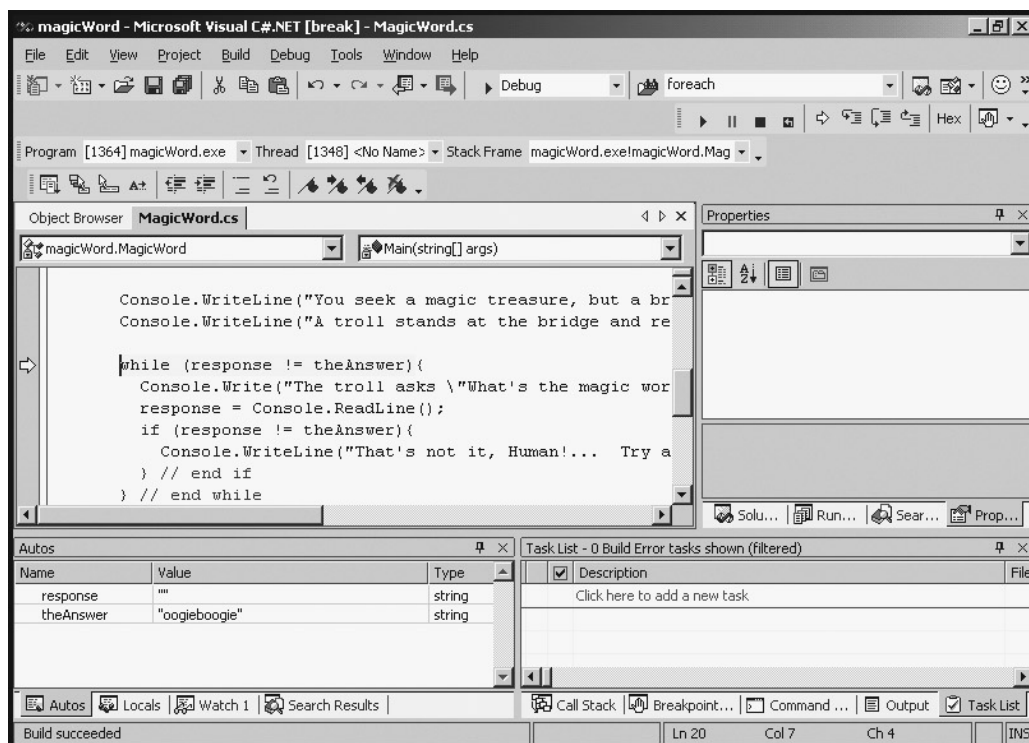 magicWord - Microsoft Visual C#.NET [break] - MagicWord.cs
File Edit View Project Build Debug Tools Window Help
Debug foreach
Hex
Program [1364] magicWord.exe Thread [1348] <No Name> Stack Frame magicWord.exe!magicWord.Mag
Object Browser MagicWord.cs
magicWord.MagicWord Main(string[] args)
Console.WriteLine("You seek a magic treasure, but a br
Console.WriteLine("A troll stands at the bridge and re
while (response != theAnswer){
Console.Write("The troll asks \"What's the magic wor
response = Console.ReadLine();
if (response != theAnswer){
Console.WriteLine("That's not it, Human!... Try a
} // end if
} // end while
Properties
Solu... Run... Sear... Prop...
Autos
Name Value Type
response "" string
theAnswer "oogieboogie" string
Autos Locals Watch 1 Search Results
Task List - 0 Build Error tasks shown (filtered)
Description File
Click here to add a new task
Call Stack Breakpoint... Command ... Output Task List
Build succeeded Ln 20 Col 7 Ch 4 INS